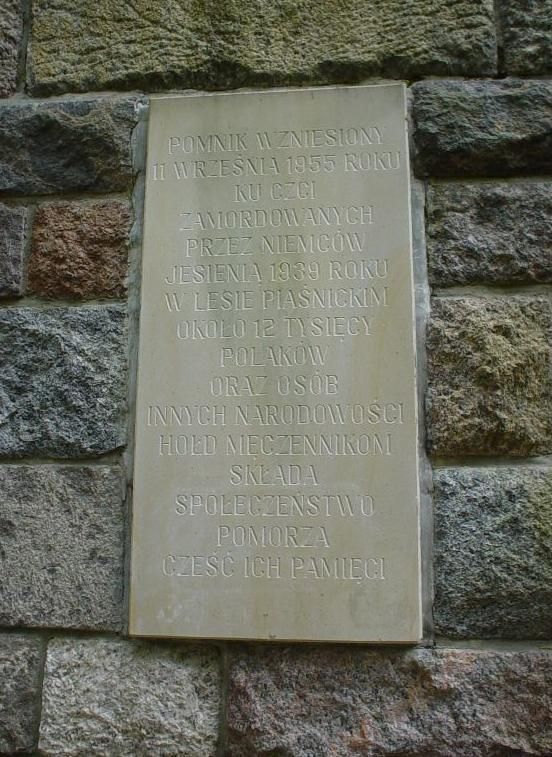 POMNIK WZNIESIONY
11 WRZEŚNIA 1955 ROKU
KU CZCI
ZAMORDOWANYCH
PRZEZ NIEMCÓW
JESIENIĄ 1939 ROKU
W LESIE PIAŚNICKIM
OKOŁO 12 TYSIĘCY
POLAKÓW
ORAZ OSÓB
INNYCH NARODOWOŚCI
HOŁD MĘCZENNIKOM
SKŁADA
SPOŁECZEŃSTWO
POMORZA
CZEŚĆ ICH PAMIĘCI